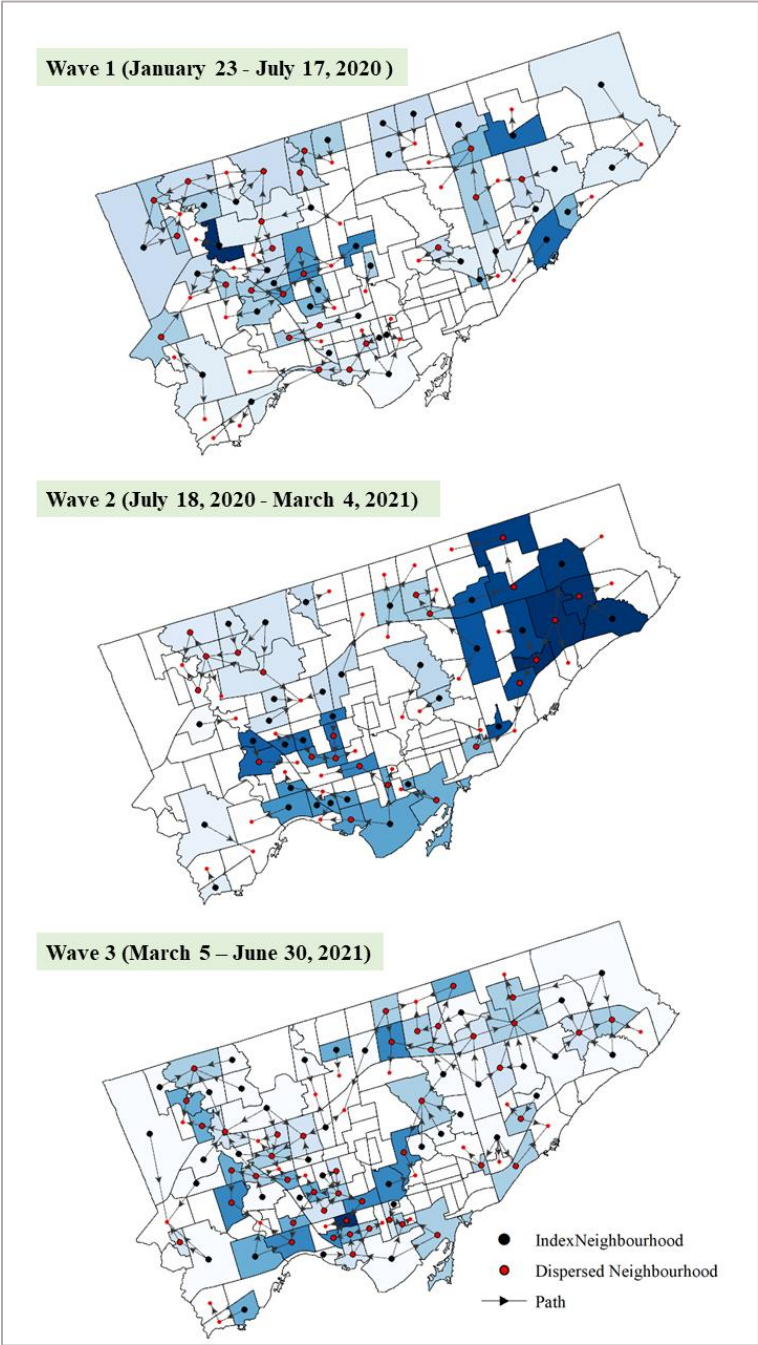 Wave 1 (January 23 - July 17, 2020 )
Wave 2 (July 18, 2020 - March 4, 2021)
Wave 3 (March 5 – June 30, 2021)
IndexNeighbourhood
Dispersed Neighbourhood
Path